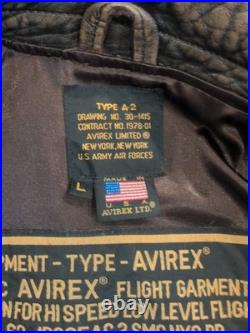 TYPE A-2
DRAWING NO. 30-1415
CONTRACT NO. 1978-01
AVIREX LIMITED®
NEW YORK, NEW YORK
U.S. ARMY AIR FORCES
L
MADE IN
U S A
AVIREX LTD.®
PMENT - TYPE - AVIREX®
C AVIREX® FLIGHT GARMENT
ON FOR HI SPEED LOW LEVEL FLIGH